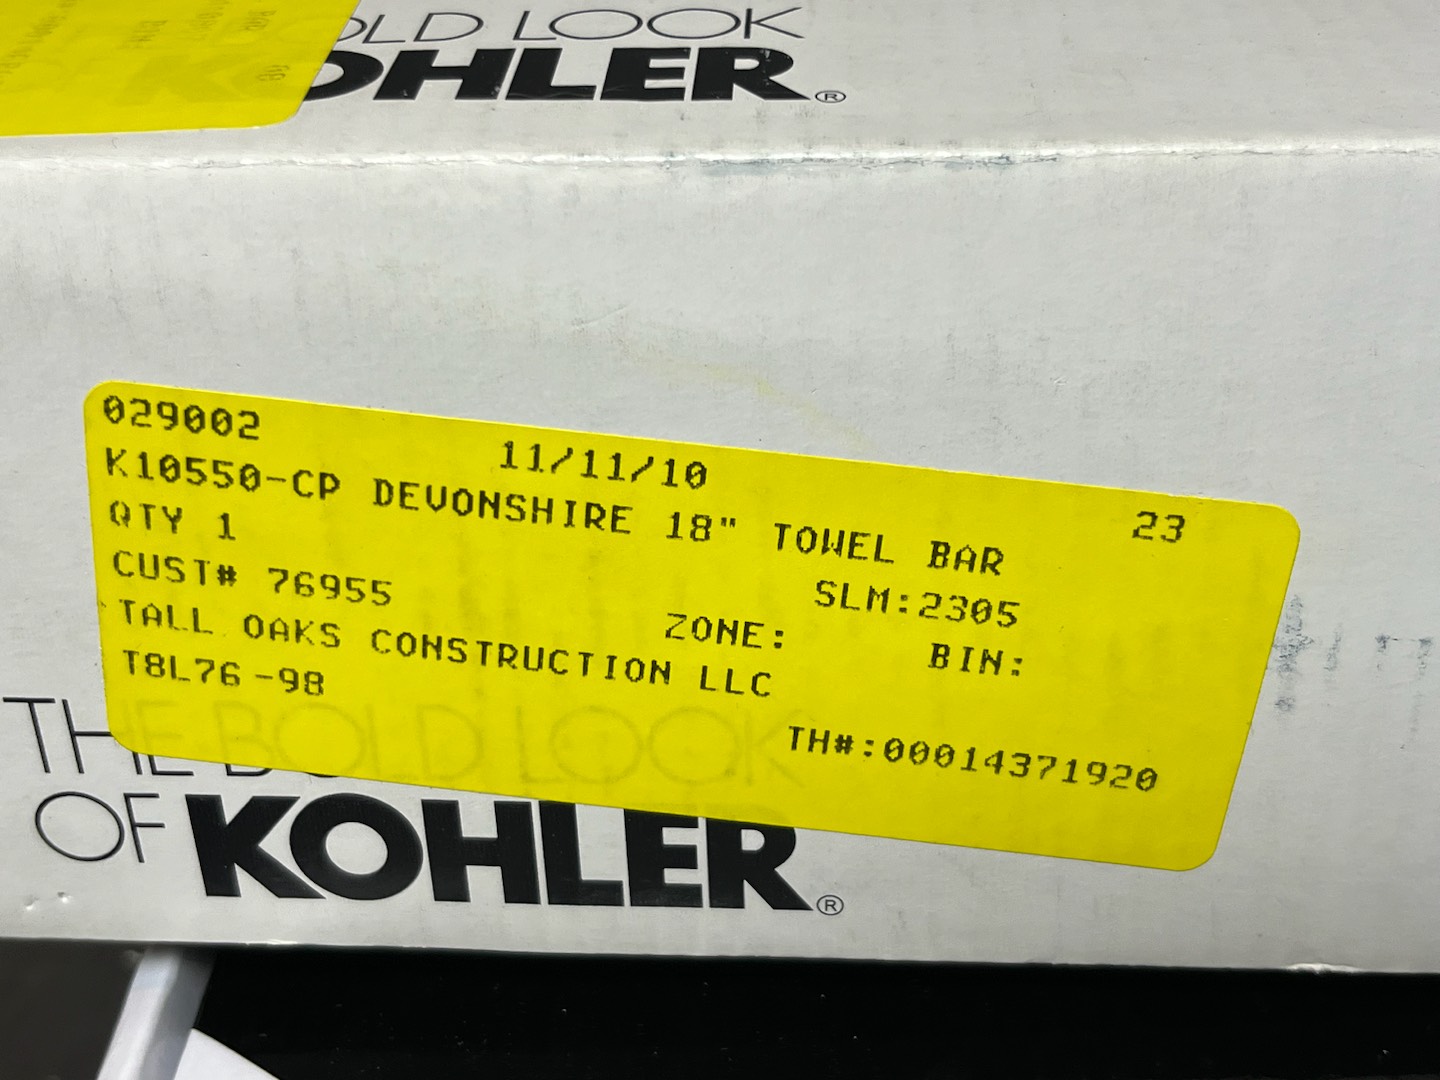 OLD LOOK
KOHLER®
029002
11/11/10
23
K10550-CP DEVONSHIRE 18" TOWEL BAR
QTY 1
SLM:2305
CUST# 76955
ZONE:
BIN:
TALL OAKS CONSTRUCTION LLC
T8L76-98
TH#:00014371920
THE BOLD LOOK
OF KOHLER®